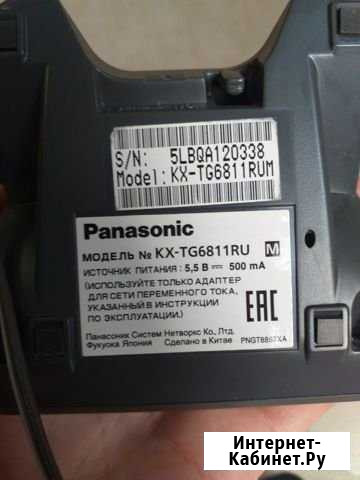 S/N: 5LBQA120338
Model: KX-TG6811RUM
Panasonic
МОДЕЛЬ № KX-TG6811RU M
ИСТОЧНИК ПИТАНИЯ : 5,5 В⎓ 500 mA
(ИСПОЛЬЗУЙТЕ ТОЛЬКО АДАПТЕР
ДЛЯ СЕТИ ПЕРЕМЕННОГО ТОКА,
УКАЗАННЫЙ В ИНСТРУКЦИИ
ПО ЭКСПЛУАТАЦИИ.)
EAC
Панасоник Систем Нетворкс Ко., Лтд.
Фукуока Япония Сделано в Китае PNGT8867XA
Интернет-
Кабинет.Ру